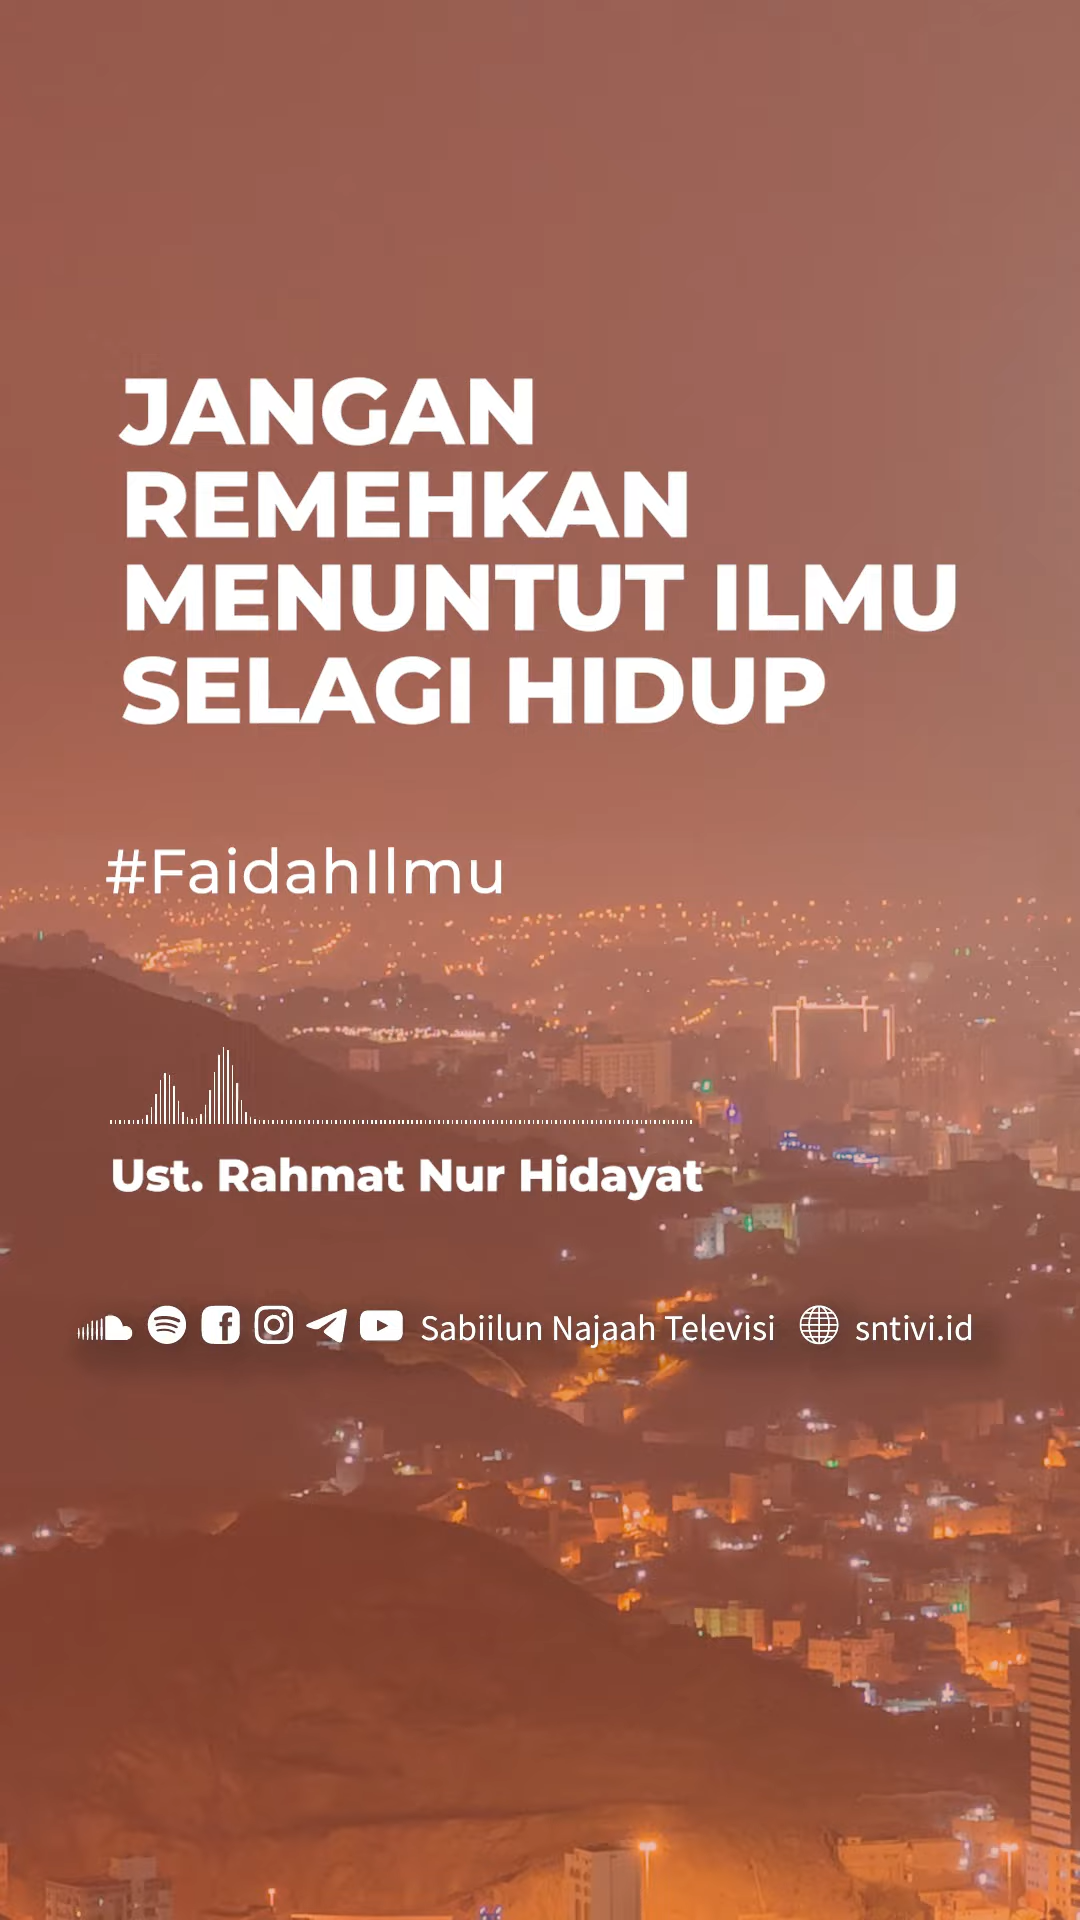 JANGAN
REMEHKAN
MENUNTUT ILMU
SELAGI HIDUP
#FaidahIlmu
Ust. Rahmat Nur Hidayat
Sabiilun Najaah Televisi sntivi.id